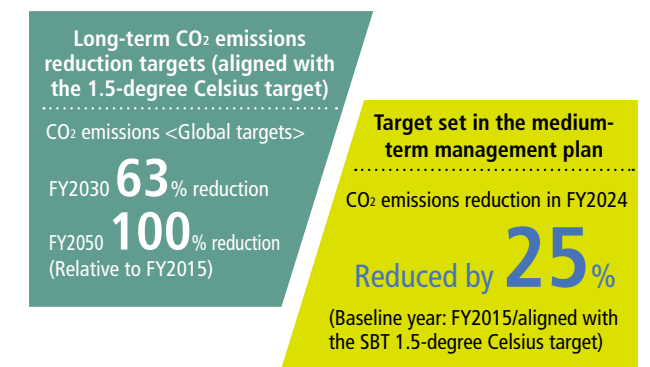 Long-term CO2 emissions
reduction targets (aligned with
the 1.5-degree Celsius target)
CO2 emissions <Global targets>
FY2030 63% reduction
FY2050 100% reduction
(Relative to FY2015)
Target set in the medium-
term management plan
CO2 emissions reduction in FY2024
Reduced by 25%
(Baseline year: FY2015/aligned with
the SBT 1.5-degree Celsius target)